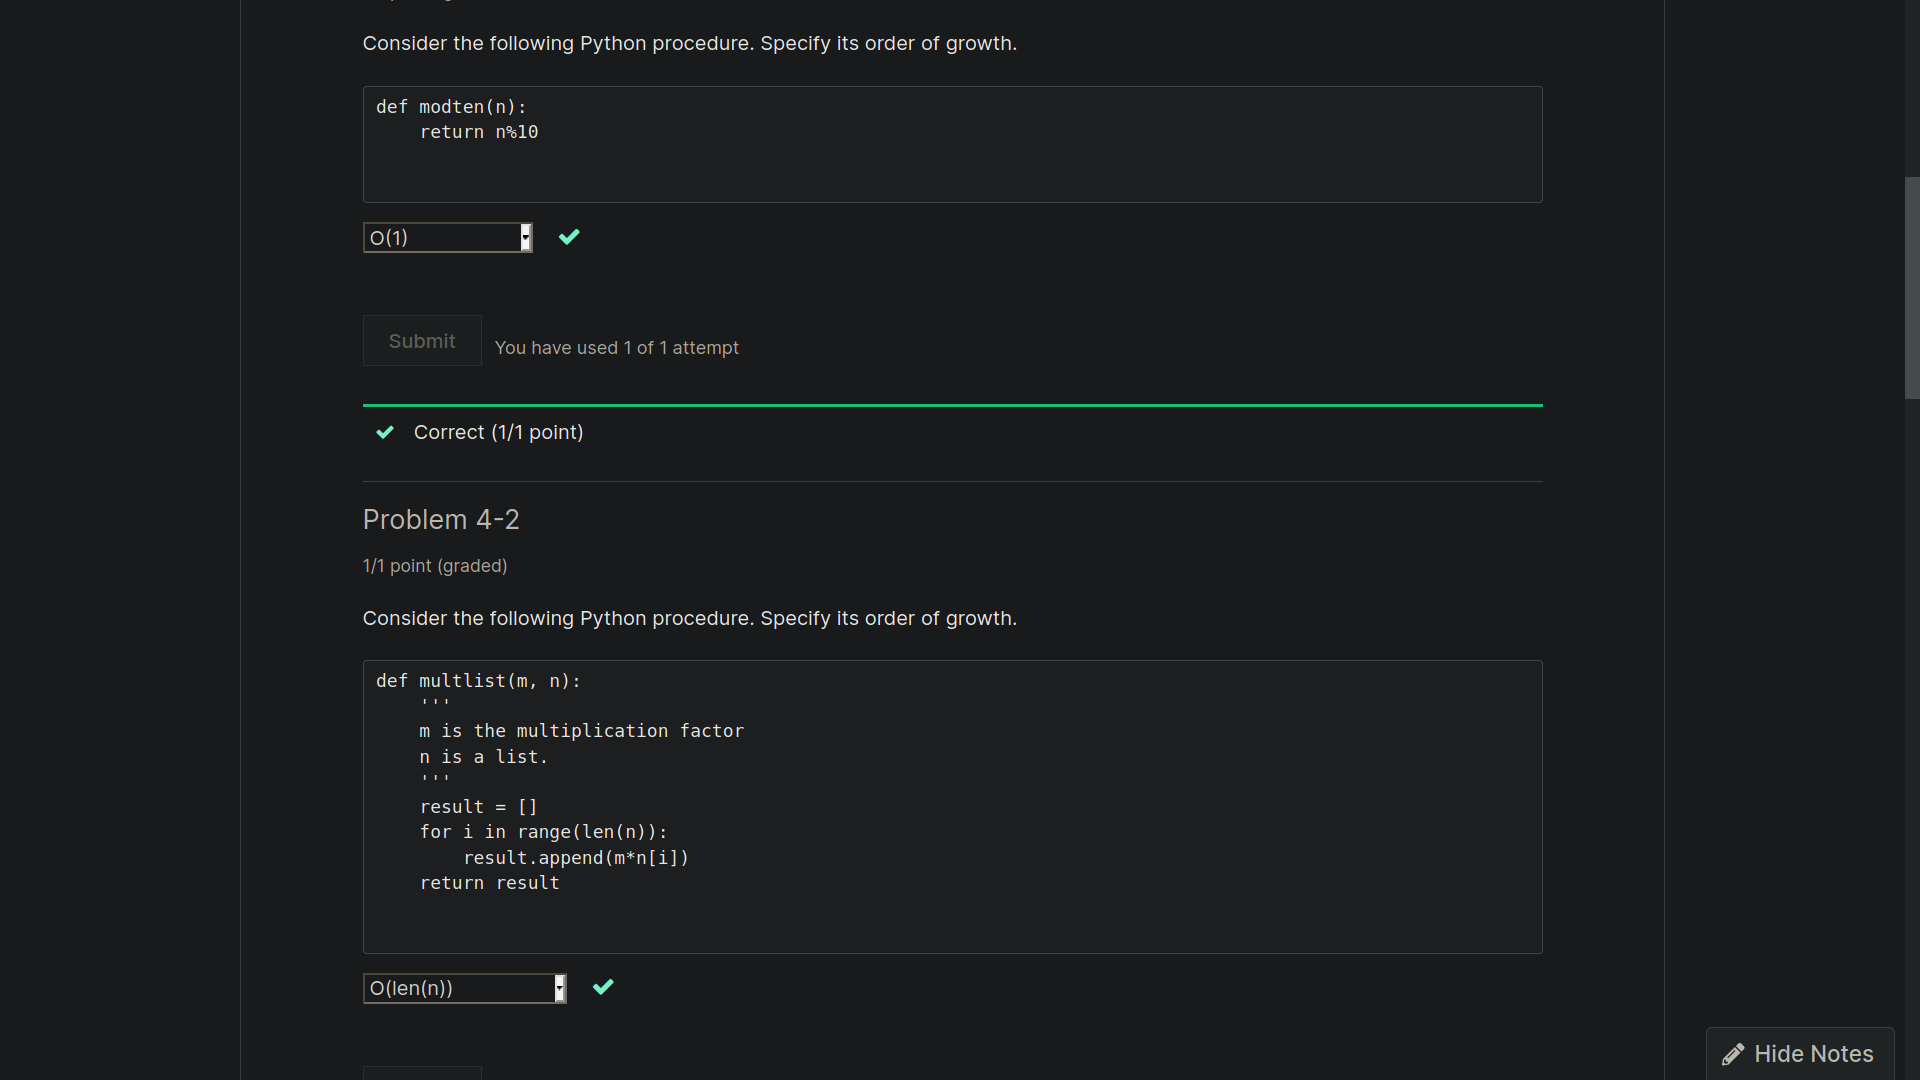 Consider the following Python procedure. Specify its order of growth.
def modten(n):
    return n%10
O(1)
Submit
You have used 1 of 1 attempt
Correct (1/1 point)
Problem 4-2
1/1 point (graded)
Consider the following Python procedure. Specify its order of growth.
def multlist(m, n):
    '''
    m is the multiplication factor
    n is a list.
    '''
    result = []
    for i in range(len(n)):
        result.append(m*n[i])
    return result
O(len(n))
Hide Notes